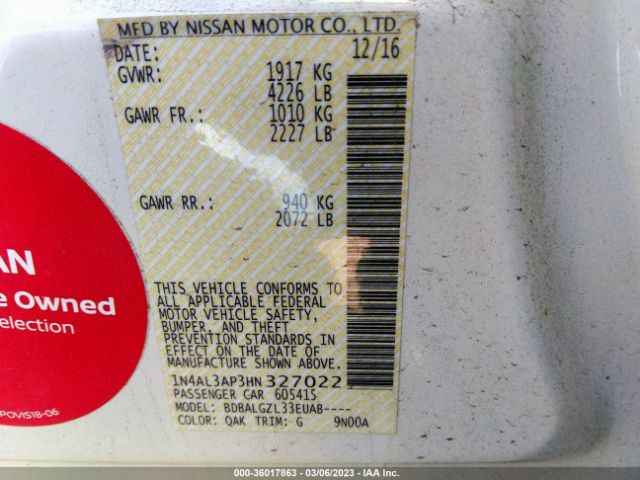 MFD BY NISSAN MOTOR CO., LTD.
DATE: 12/16
GVWR: 1917 KG
4226 LB
GAWR FR.: 1010 KG
2227 LB
GAWR RR.: 940 KG
2072 LB
THIS VEHICLE CONFORMS TO
ALL APPLICABLE FEDERAL
MOTOR VEHICLE SAFETY,
BUMPER, AND THEFT
PREVENTION STANDARDS IN
EFFECT ON THE DATE OF
MANUFACTURE SHOWN ABOVE.
1N4AL3AP3HN327022
PASSENGER CAR 605415
MODEL: BDBALGZL33EUAB----
COLOR: QAK TRIM: G 9N00A
AN
e Owned
election
POVIS18-06
000-36017863 - 03/06/2023 - IAA Inc.